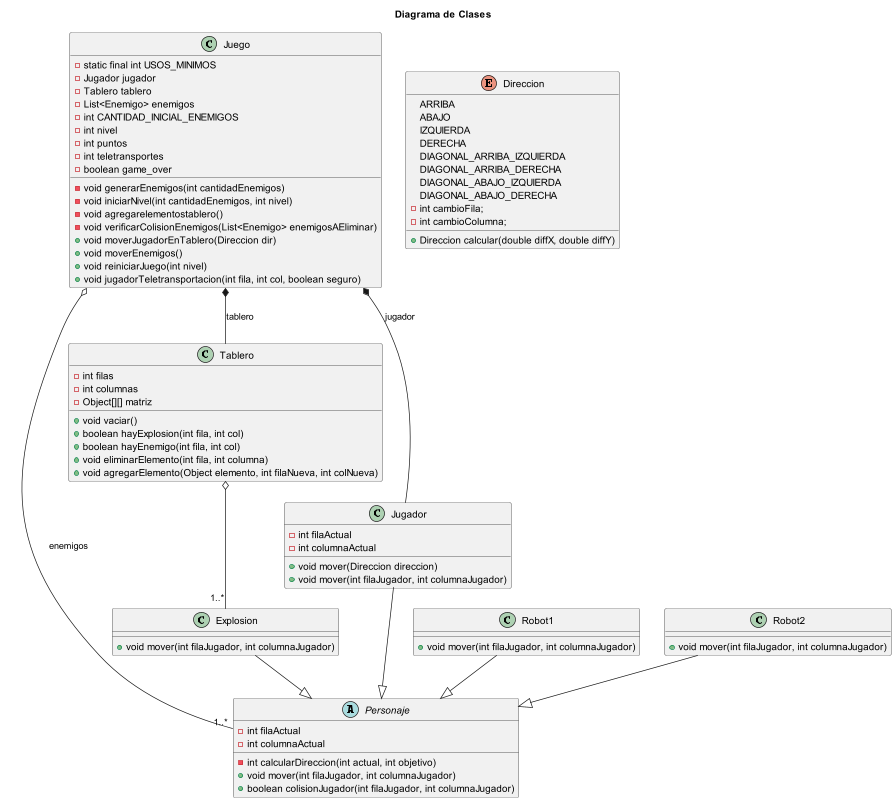 Diagrama de Clases
C Juego
static final int USOS_MINIMOS
Jugador jugador
Tablero tablero
List<Enemigo> enemigos
int CANTIDAD_INICIAL_ENEMIGOS
int nivel
int puntos
int teletransportes
boolean game_over
void generarEnemigos(int cantidadEnemigos)
void iniciarNivel(int cantidadEnemigos, int nivel)
void agregarelementostablero()
void verificarColisionEnemigos(List<Enemigo> enemigosAEliminar)
void moverJugadorEnTablero(Direccion dir)
void moverEnemigos()
void reiniciarJuego(int nivel)
void jugadorTeletransportacion(int fila, int col, boolean seguro)
E Direccion
ARRIBA
ABAJO
IZQUIERDA
DERECHA
DIAGONAL_ARRIBA_IZQUIERDA
DIAGONAL_ARRIBA_DERECHA
DIAGONAL_ABAJO_IZQUIERDA
DIAGONAL_ABAJO_DERECHA
int cambioFila;
int cambioColumna;
Direccion calcular(double diffX, double diffY)
tablero
jugador
C Tablero
int filas
int columnas
Object[][] matriz
void vaciar()
boolean hayExplosion(int fila, int col)
boolean hayEnemigo(int fila, int col)
void eliminarElemento(int fila, int columna)
void agregarElemento(Object elemento, int filaNueva, int colNueva)
C Jugador
int filaActual
int columnaActual
void mover(Direccion direccion)
void mover(int filaJugador, int columnaJugador)
enemigos
1..*
C Explosion
void mover(int filaJugador, int columnaJugador)
C Robot1
void mover(int filaJugador, int columnaJugador)
C Robot2
void mover(int filaJugador, int columnaJugador)
1..*
A Personaje
int filaActual
int columnaActual
int calcularDireccion(int actual, int objetivo)
void mover(int filaJugador, int columnaJugador)
boolean colisionJugador(int filaJugador, int columnaJugador)